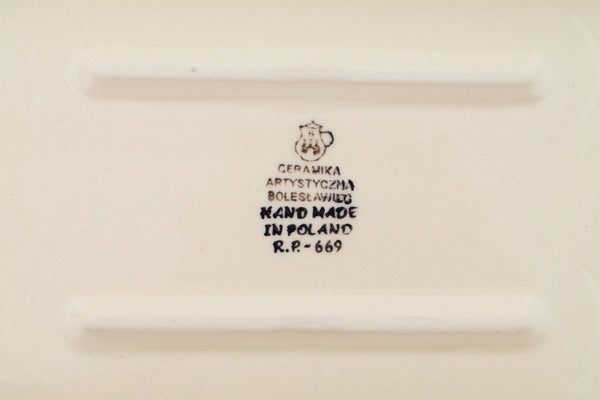 CERAMIKA
ARTYSTYCZNA
BOLESŁAWIEC
HAND MADE
IN POLAND
R.P.-669